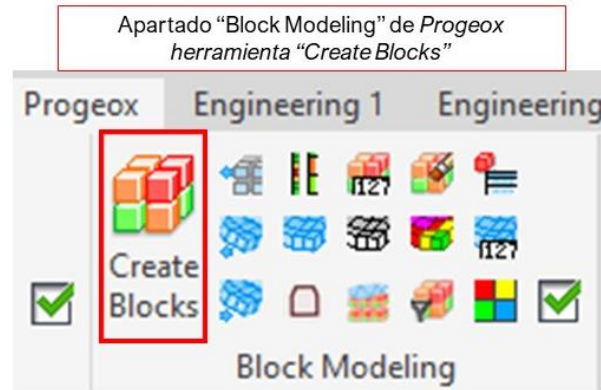 Apartado “Block Modeling” de Progeox
herramienta “Create Blocks”
Progeox Engineering 1 Engineering
Create
Blocks
Block Modeling